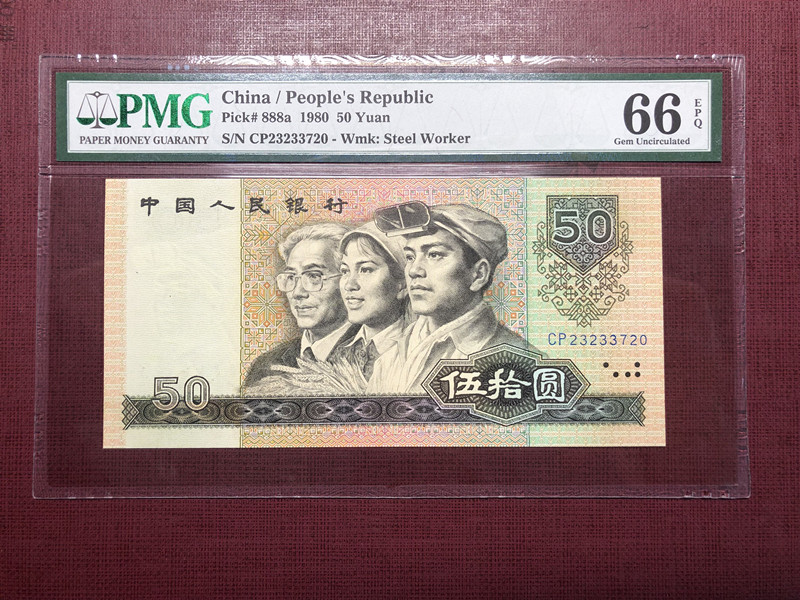 PMG
PAPER MONEY GUARANTY
China / People's Republic
Pick# 888a 1980 50 Yuan
S/N CP23233720 - Wmk: Steel Worker
66 EPQ
Gem Uncirculated
中国人民银行
50
CP23233720
50
伍拾圆